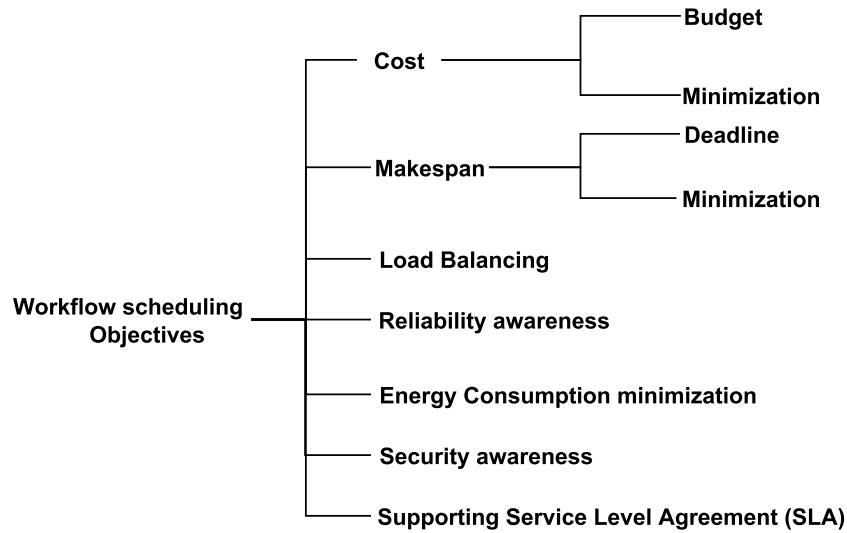 Budget
Cost
Minimization
Deadline
Makespan
Minimization
Load Balancing
Workflow scheduling
Objectives
Reliability awareness
Energy Consumption minimization
Security awareness
Supporting Service Level Agreement (SLA)